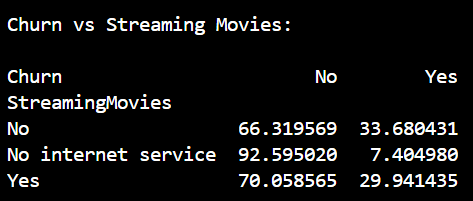 Churn vs Streaming Movies:
Churn No Yes
StreamingMovies
No 66.319569 33.680431
No internet service 92.595020 7.404980
Yes 70.058565 29.941435